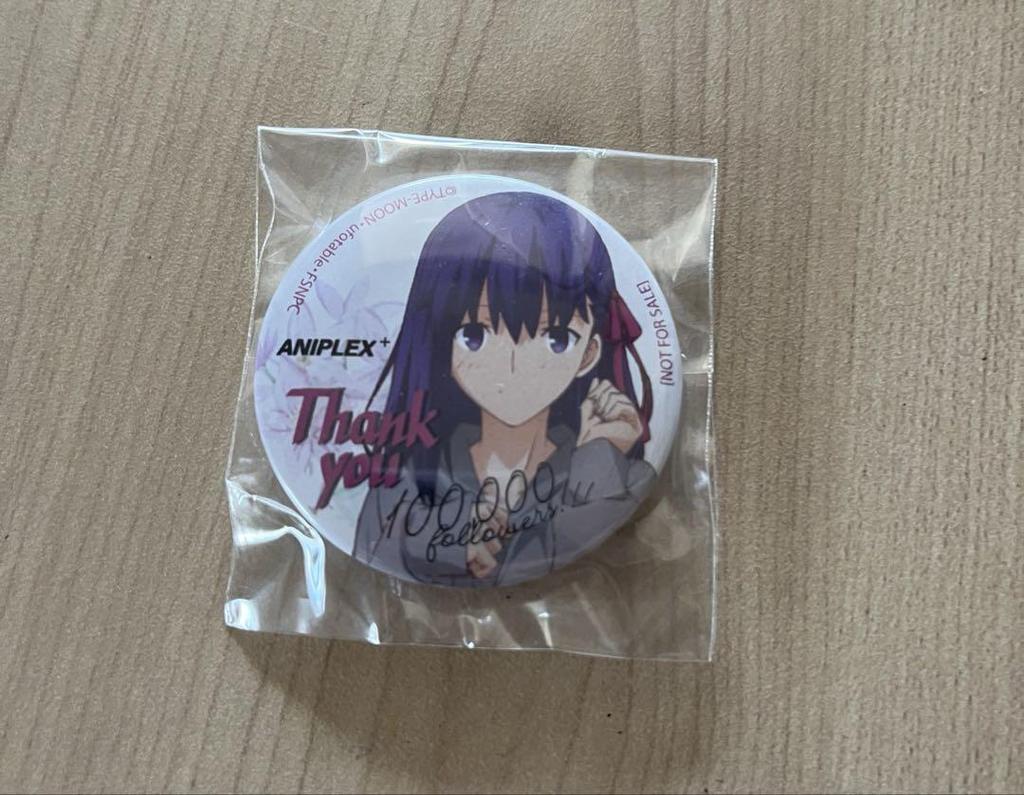 ©TYPE-MOON・ufotable・FSNPC
[NOT FOR SALE]
ANIPLEX+
Thank
you
100,000
followers!!!